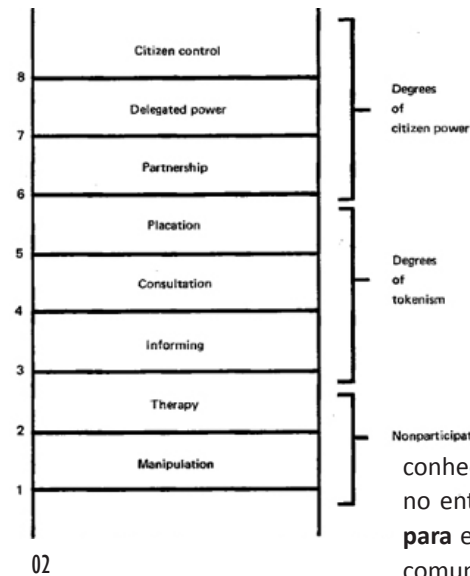 Citizen control
8
Delegated power
7
Partnership
6
Placation
5
Consultation
4
Informing
3
Therapy
2
Manipulation
1
Degrees
of
citizen power
Degrees
of
tokenism
Nonparticipat
conhe
no ent
para e
comun
02